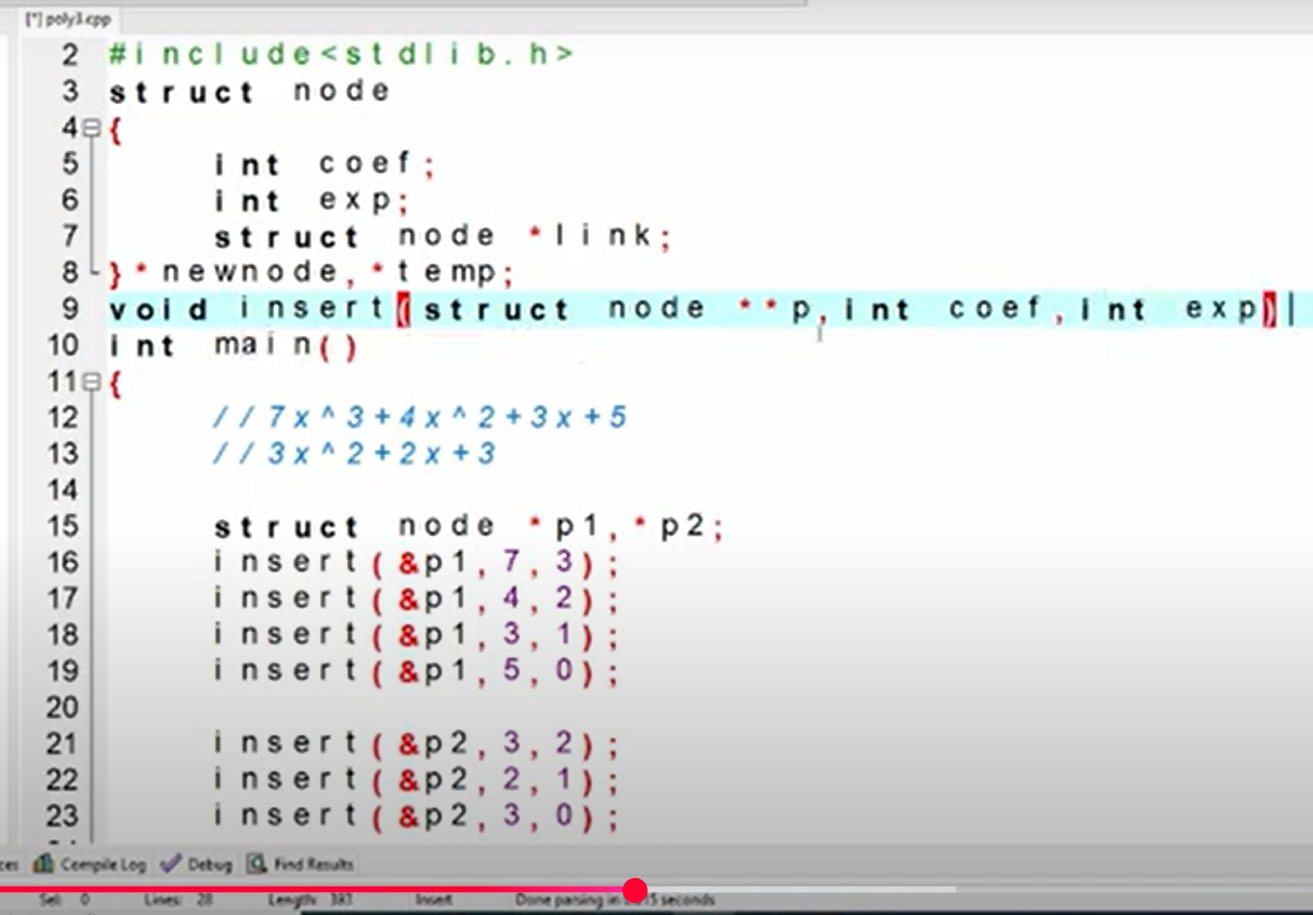 [*] poly3.cpp
2 #include<stdlib.h>
3 struct node
4 {
5 int coef;
6 int exp;
7 struct node *link;
8 }*newnode,*temp;
9 void insert(struct node **p,int coef,int exp)
10 int main()
11 {
12 //7x^3+4x^2+3x+5
13 //3x^2+2x+3
14
15 struct node *p1,*p2;
16 insert(&p1,7,3);
17 insert(&p1,4,2);
18 insert(&p1,3,1);
19 insert(&p1,5,0);
20
21 insert(&p2,3,2);
22 insert(&p2,2,1);
23 insert(&p2,3,0);
Compile Log Debug Find Results
Sel: 0 Lines: 28 Length: Insert Done parsing in seconds